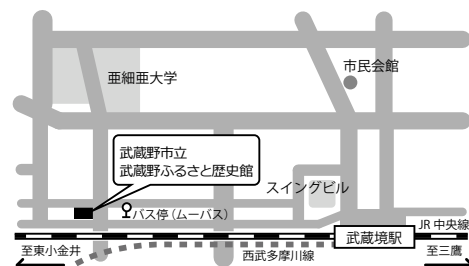 亜細亜大学
市民会館
武蔵野市立
武蔵野ふるさと歴史館
スイングビル
バス停（ムーバス）
JR 中央線
武蔵境駅
至東小金井
西武多摩川線
至三鷹